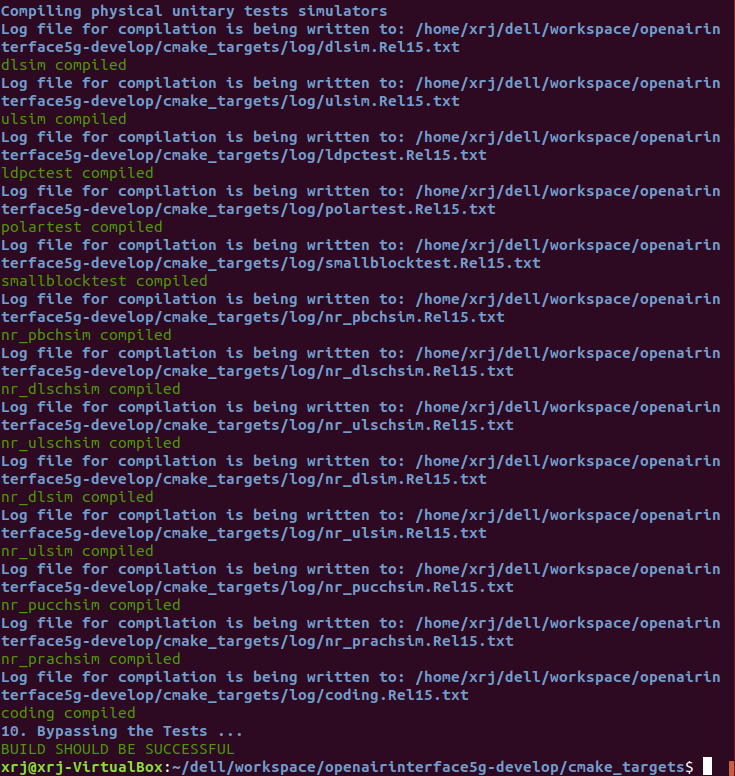 Compiling physical unitary tests simulators
Log file for compilation is being written to: /home/xrj/dell/workspace/openairin
terface5g-develop/cmake_targets/log/dlsim.Rel15.txt
dlsim compiled
Log file for compilation is being written to: /home/xrj/dell/workspace/openairin
terface5g-develop/cmake_targets/log/ulsim.Rel15.txt
ulsim compiled
Log file for compilation is being written to: /home/xrj/dell/workspace/openairin
terface5g-develop/cmake_targets/log/ldpctest.Rel15.txt
ldpctest compiled
Log file for compilation is being written to: /home/xrj/dell/workspace/openairin
terface5g-develop/cmake_targets/log/polartest.Rel15.txt
polartest compiled
Log file for compilation is being written to: /home/xrj/dell/workspace/openairin
terface5g-develop/cmake_targets/log/smallblocktest.Rel15.txt
smallblocktest compiled
Log file for compilation is being written to: /home/xrj/dell/workspace/openairin
terface5g-develop/cmake_targets/log/nr_pbchsim.Rel15.txt
nr_pbchsim compiled
Log file for compilation is being written to: /home/xrj/dell/workspace/openairin
terface5g-develop/cmake_targets/log/nr_dlschsim.Rel15.txt
nr_dlschsim compiled
Log file for compilation is being written to: /home/xrj/dell/workspace/openairin
terface5g-develop/cmake_targets/log/nr_ulschsim.Rel15.txt
nr_ulschsim compiled
Log file for compilation is being written to: /home/xrj/dell/workspace/openairin
terface5g-develop/cmake_targets/log/nr_dlsim.Rel15.txt
nr_dlsim compiled
Log file for compilation is being written to: /home/xrj/dell/workspace/openairin
terface5g-develop/cmake_targets/log/nr_ulsim.Rel15.txt
nr_ulsim compiled
Log file for compilation is being written to: /home/xrj/dell/workspace/openairin
terface5g-develop/cmake_targets/log/nr_pucchsim.Rel15.txt
nr_pucchsim compiled
Log file for compilation is being written to: /home/xrj/dell/workspace/openairin
terface5g-develop/cmake_targets/log/nr_prachsim.Rel15.txt
nr_prachsim compiled
Log file for compilation is being written to: /home/xrj/dell/workspace/openairin
terface5g-develop/cmake_targets/log/coding.Rel15.txt
coding compiled
10. Bypassing the Tests ...
BUILD SHOULD BE SUCCESSFUL
xrj@xrj-VirtualBox:~/dell/workspace/openairinterface5g-develop/cmake_targets$